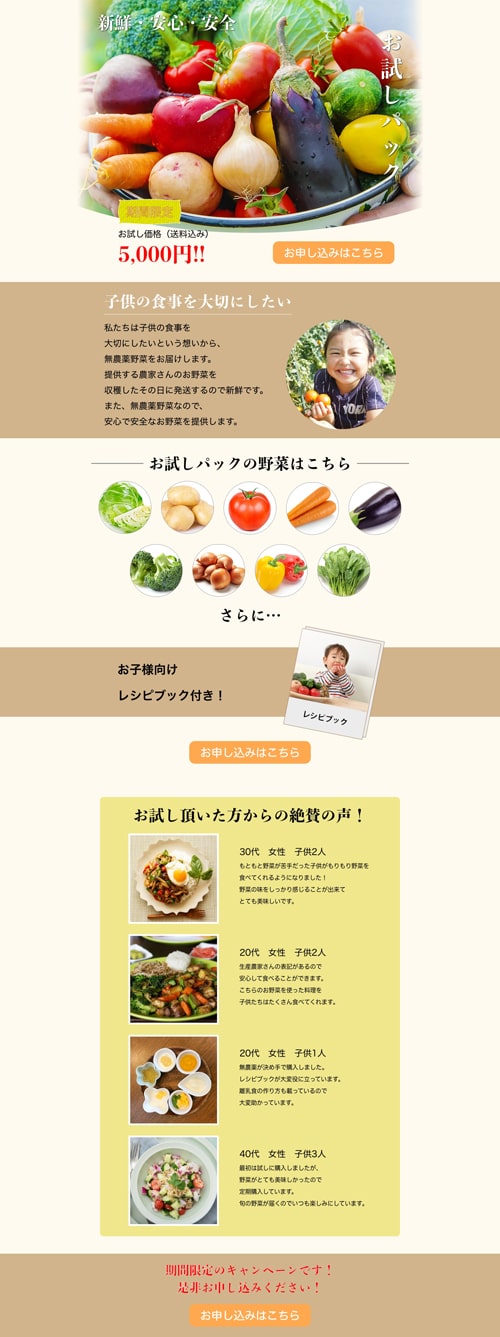 新鮮・安心・安全
お試しパック
期間限定
お試し価格（送料込み）
5,000円!!
お申し込みはこちら
子供の食事を大切にしたい
私たちは子供の食事を
大切にしたいという想いから、
無農薬野菜をお届けします。
提供する農家さんのお野菜を
収穫したその日に発送するので新鮮です。
また、無農薬野菜なので、
安心で安全なお野菜を提供します。
お試しパックの野菜はこちら
さらに…
お子様向け
レシピブック付き！
レシピブック
お申し込みはこちら
お試し頂いた方からの絶賛の声！
30代　女性　子供2人
もともと野菜が苦手だった子供がもりもり野菜を
食べてくれるようになりました！
野菜の味をしっかり感じることが出来て
とても美味しいです。
20代　女性　子供2人
生産農家さんの表記があるので
安心して食べることができます。
こちらのお野菜を使った料理を
子供たちはたくさん食べてくれます。
20代　女性　子供1人
無農薬が決め手で購入しました。
レシピブックが大変役に立っています。
離乳食の作り方も載っているので
大変助かっています。
40代　女性　子供3人
最初は試しに購入しましたが、
野菜がとても美味しかったので
定期購入しています。
旬の野菜が届くのでいつも楽しみにしています。
期間限定のキャンペーンです！
是非お申し込みください！
お申し込みはこちら